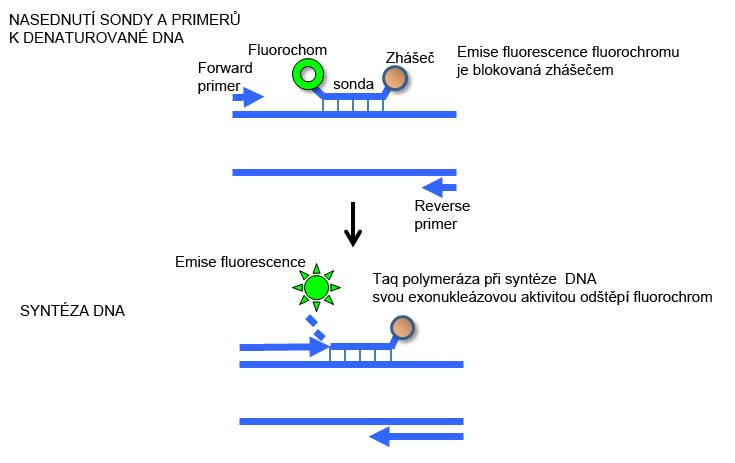 NASEDNUTÍ SONDY A PRIMERŮ
K DENATUROVANÉ DNA
Fluorochom
Zhášeč
Emise fluorescence fluorochromu
je blokovaná zhášečem
Forward
primer
sonda
Reverse
primer
Emise fluorescence
Taq polymeráza při syntéze DNA
svou exonukleázovou aktivitou odštěpí fluorochrom
SYNTÉZA DNA